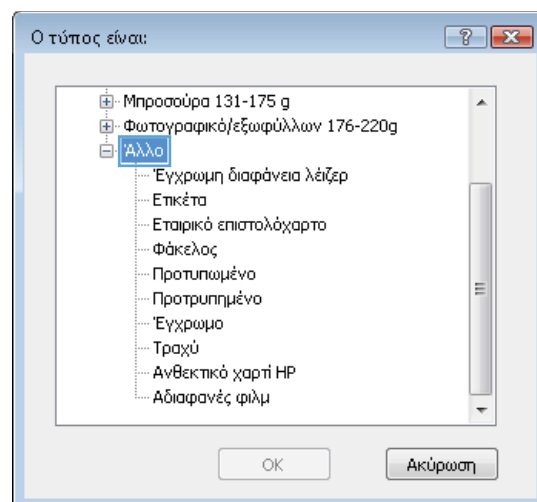 Ο τύπος είναι:
Μπροσούρα 131-175 g
Φωτογραφικό/εξωφύλλων 176-220g
Άλλο
Έγχρωμη διαφάνεια λέιζερ
Ετικέτα
Εταιρικό επιστολόχαρτο
Φάκελος
Προτυπωμένο
Προτρυπημένο
Έγχρωμο
Τραχύ
Ανθεκτικό χαρτί HP
Αδιαφανές φιλμ
OK
Ακύρωση